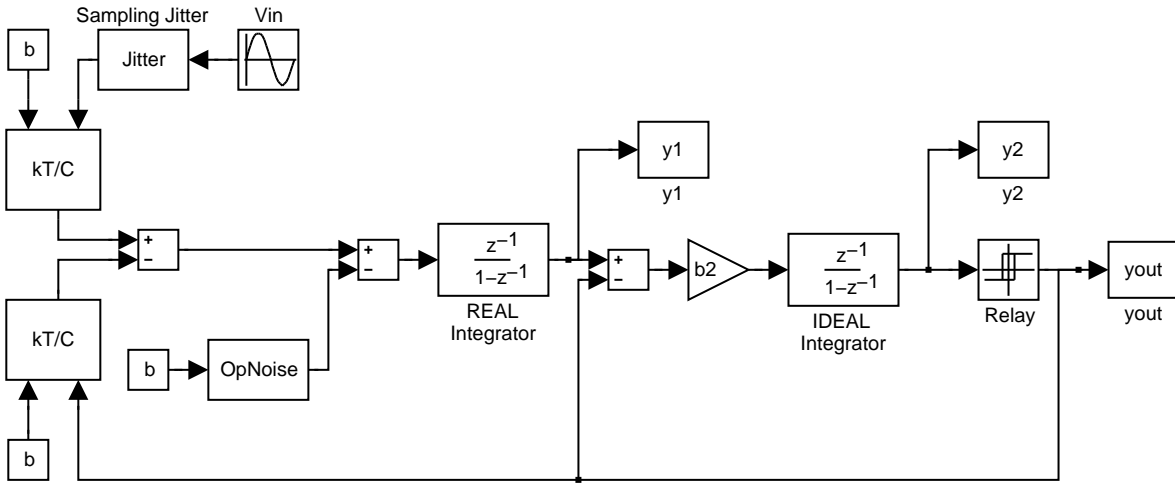 Sampling Jitter
Vin
b
Jitter
kT/C
y1
y1
y2
y2
+
−
+
−
z−1
1−z−1
REAL
Integrator
+
−
b2
z−1
1−z−1
IDEAL
Integrator
Relay
yout
yout
kT/C
b
OpNoise
b